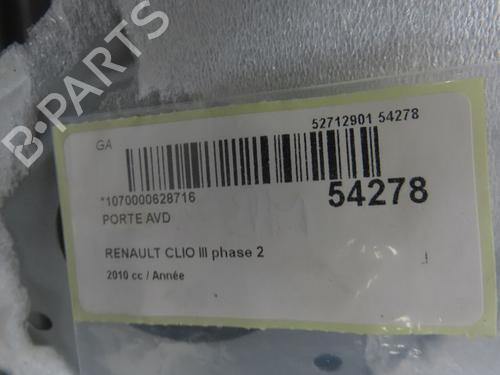 B-PARTS
GA
52712901 54278
*1070000628716
54278
PORTE AVD
RENAULT CLIO III phase 2
2010 cc / Année